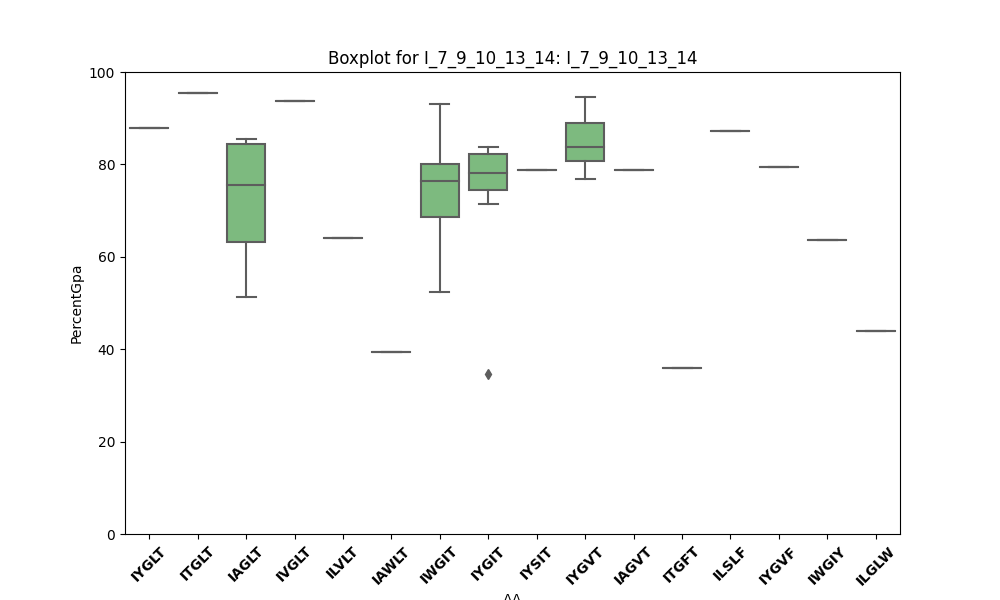 Boxplot for I_7_9_10_13_14: I_7_9_10_13_14
100
80
60
40
20
0
PercentGpa
IYGLT
ITGLT
IAGLT
IVGLT
ILVLT
IAWLT
IWGIT
IYGIT
IYSIT
IYGVT
IAGVT
ITGFT
ILSLF
IYGVF
IWGIY
ILGLW
AA